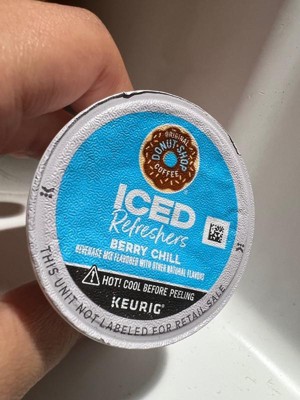 ORIGINAL
DONUT SHOP
COFFEE
ICED
Refreshers
BERRY CHILL
BEVERAGE MIX FLAVORED WITH OTHER NATURAL FLAVORS
HOT! COOL BEFORE PEELING
KEURIG
THIS UNIT NOT LABELED FOR RETAIL SALE